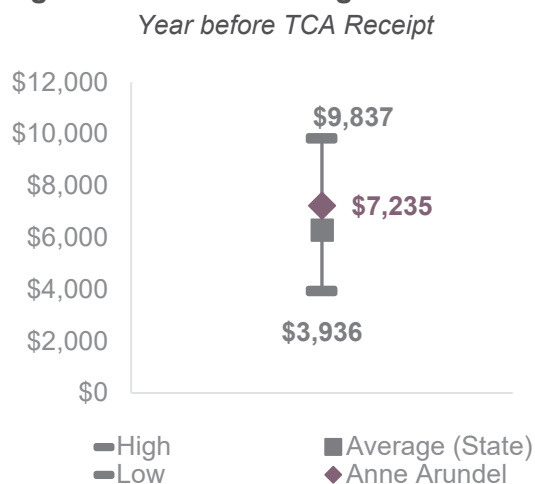 Year before TCA Receipt
$12,000
$10,000
$8,000
$6,000
$4,000
$2,000
$0
$9,837
$7,235
$3,936
High
Average (State)
Low
Anne Arundel